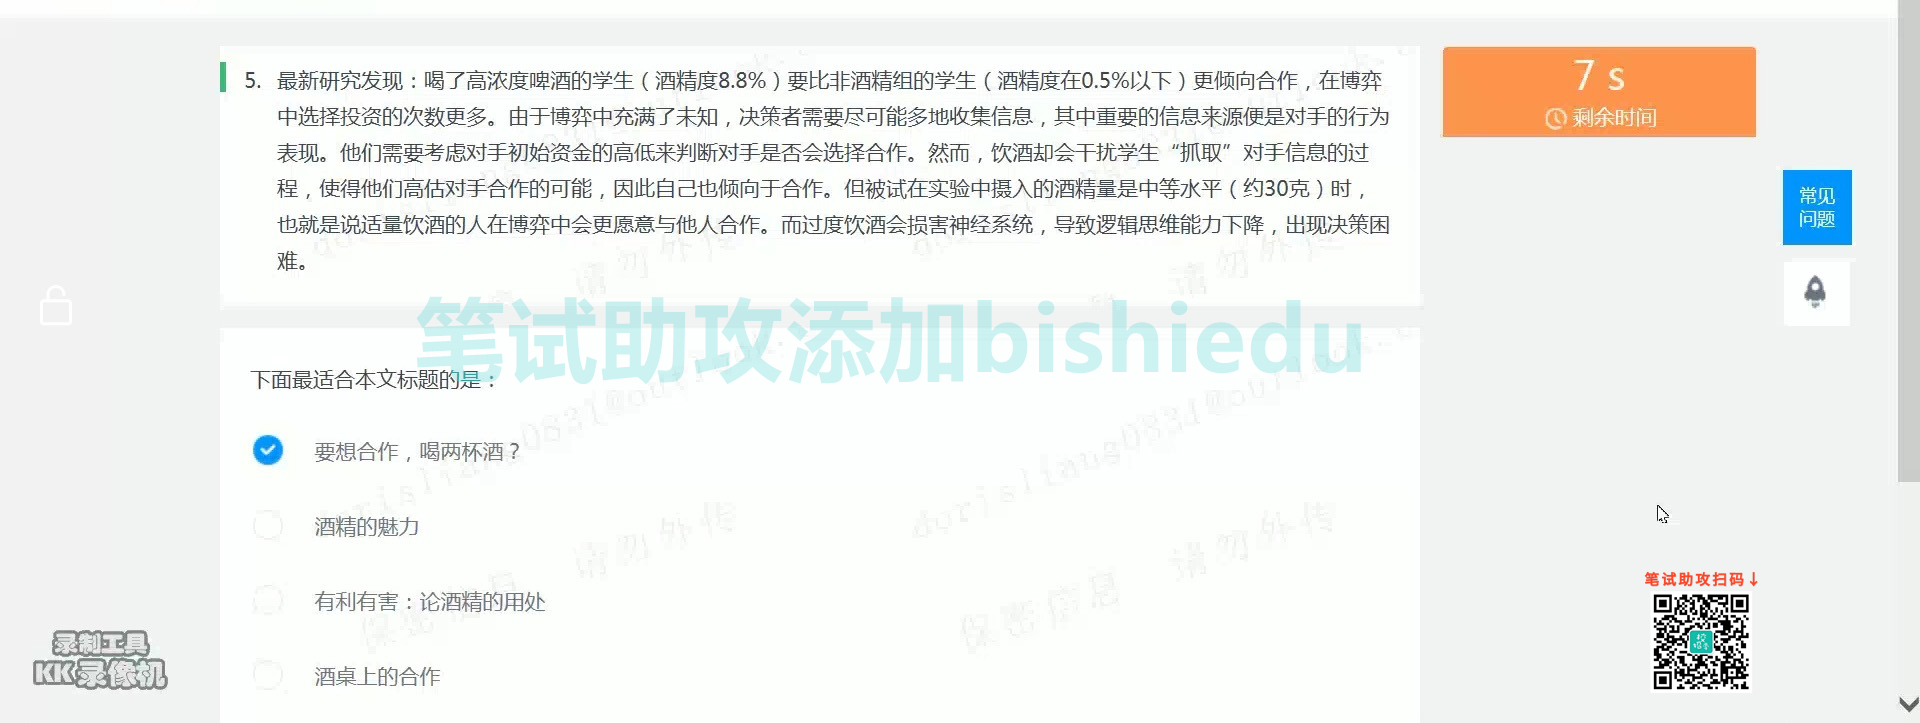 5. 最新研究发现：喝了高浓度啤酒的学生（酒精度8.8%）要比非酒精组的学生（酒精度在0.5%以下）更倾向合作，在博弈
中选择投资的次数更多。由于博弈中充满了未知，决策者需要尽可能多地收集信息，其中重要的信息来源便是对手的行为
表现。他们需要考虑对手初始资金的高低来判断对手是否会选择合作。然而，饮酒却会干扰学生“抓取”对手信息的过
程，使得他们高估对手合作的可能，因此自己也倾向于合作。但被试在实验中摄入的酒精量是中等水平（约30克）时，
也就是说适量饮酒的人在博弈中会更愿意与他人合作。而过度饮酒会损害神经系统，导致逻辑思维能力下降，出现决策困
难。
7 s
剩余时间
常见
问题
笔试助攻添加bishiedu
下面最适合本文标题的是：
要想合作，喝两杯酒？
酒精的魅力
有利有害：论酒精的用处
酒桌上的合作
请勿外传
请勿外传
请勿外传
请勿外传
保密信息
保密信息
笔试助攻扫码↓
录制工具
KK录像机